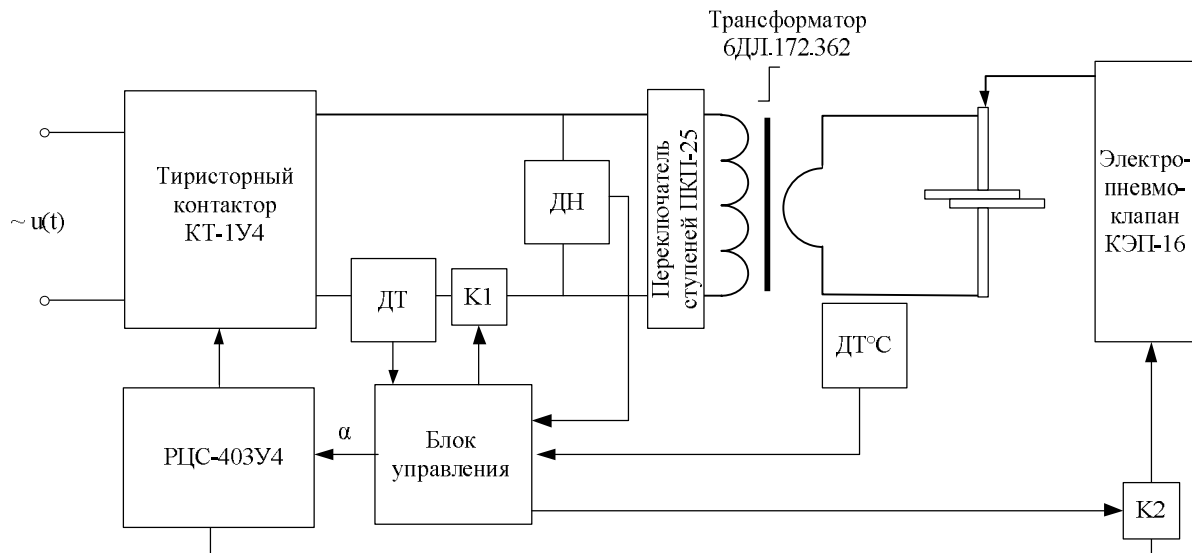 Трансформатор
6ДЛ.172.362
~ u(t)
Тиристорный
контактор
КТ-1У4
ДН
ДТ
К1
Переключатель
ступеней ПКП-25
Электро-
пневмо-
клапан
КЭП-16
ДТ°С
РЦС-403У4
α
Блок
управления
К2